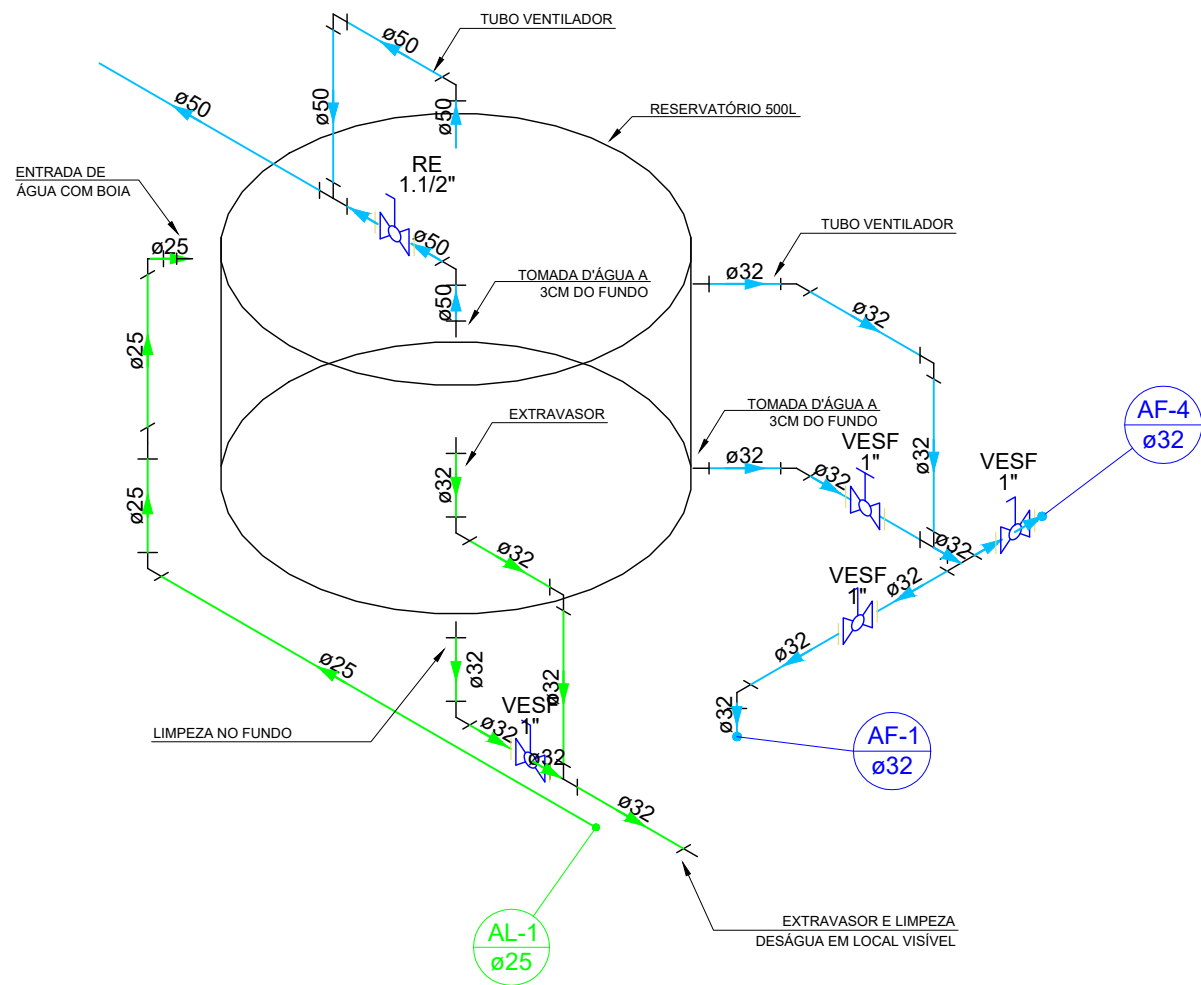 TUBO VENTILADOR
ø50
ø50
ø50
ø50
RESERVATÓRIO 500L
RE
1.1/2"
ENTRADA DE
ÁGUA COM BOIA
ø25
ø50
TUBO VENTILADOR
ø32
TOMADA D'ÁGUA A
3CM DO FUNDO
ø50
ø32
ø25
EXTRAVASOR
TOMADA D'ÁGUA A
3CM DO FUNDO
AF-4
ø32
VESF
1"
ø32
ø32
VESF
1"
ø32
ø32
ø25
ø32
ø32
VESF
1"
ø32
ø32
ø25
ø32
ø32
ø32
VESF
1"
ø32
ø32
LIMPEZA NO FUNDO
AF-1
ø32
ø32
EXTRAVASOR E LIMPEZA
DESÁGUA EM LOCAL VISÍVEL
AL-1
ø25